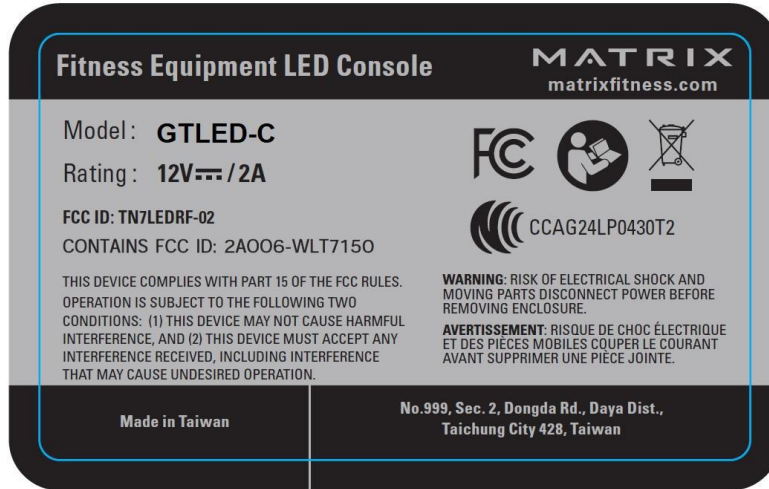 Fitness Equipment LED Console
MATRIX
matrixfitness.com
Model: GTLED-C
Rating: 12V⎓/2A
FCC ID: TN7LEDRF-02
CONTAINS FCC ID: 2AOO6-WLT7150
THIS DEVICE COMPLIES WITH PART 15 OF THE FCC RULES.
OPERATION IS SUBJECT TO THE FOLLOWING TWO
CONDITIONS: (1) THIS DEVICE MAY NOT CAUSE HARMFUL
INTERFERENCE, AND (2) THIS DEVICE MUST ACCEPT ANY
INTERFERENCE RECEIVED, INCLUDING INTERFERENCE
THAT MAY CAUSE UNDESIRED OPERATION.
FC
CCAG24LP0430T2
WARNING: RISK OF ELECTRICAL SHOCK AND
MOVING PARTS DISCONNECT POWER BEFORE
REMOVING ENCLOSURE.
AVERTISSEMENT: RISQUE DE CHOC ÉLECTRIQUE
ET DES PIÈCES MOBILES COUPER LE COURANT
AVANT SUPPRIMER UNE PIÈCE JOINTE.
Made in Taiwan
No.999, Sec. 2, Dongda Rd., Daya Dist.,
Taichung City 428, Taiwan